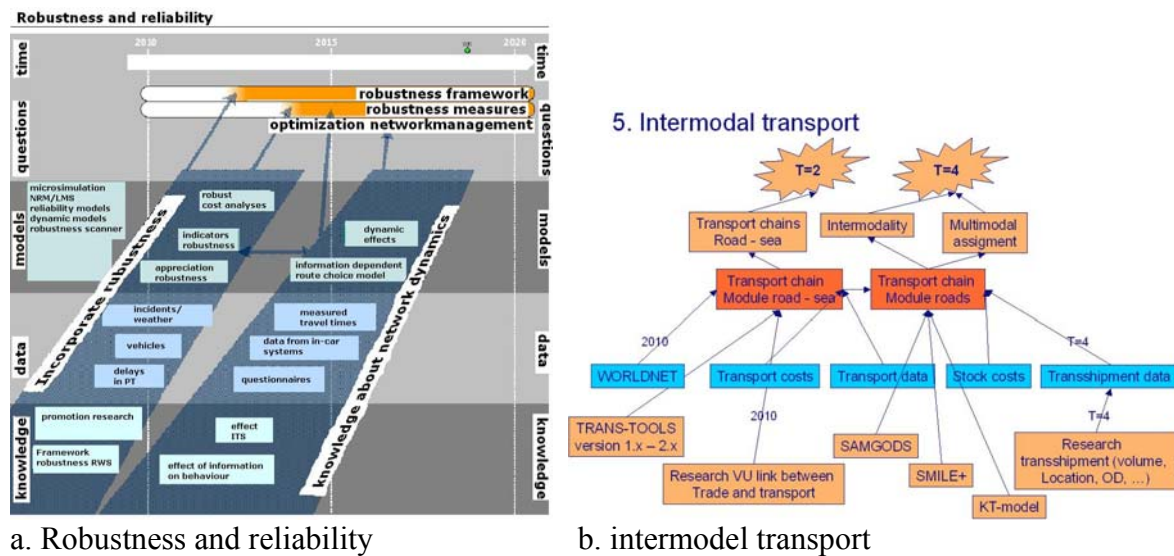 Robustness and reliability
2010
2015
2020
time
time
robustness framework
robustness measures
optimization networkmanagement
questions
questions
microsimulation
NRM/LMS
reliability models
dynamic models
robustness scanner
robust
cost analyses
indicators
robustness
appreciation
robustness
dynamic
effects
information dependent
route choice model
models
models
Incorporate rubustness
knowledge about network dynamics
incidents/
weather
vehicles
delays
in PT
measured
travel times
data from in-car
systems
questionnaires
data
data
promotion research
Framework
robustness RWS
effect
ITS
effect of information
on behaviour
knowledge
knowledge
a. Robustness and reliability
5. Intermodal transport
T=2
T=4
Transport chains
Road - sea
Intermodality
Multimodal
assigment
Transport chain
Module road - sea
Transport chain
Module roads
2010
T=4
WORLDNET
Transport costs
Transport data
Stock costs
Transshipment data
2010
T=4
TRANS-TOOLS
version 1.x – 2.x
Research VU link between
Trade and transport
SAMGODS
SMILE+
KT-model
Research
transshipment (volume,
Location, OD, ...)
b. intermodel transport